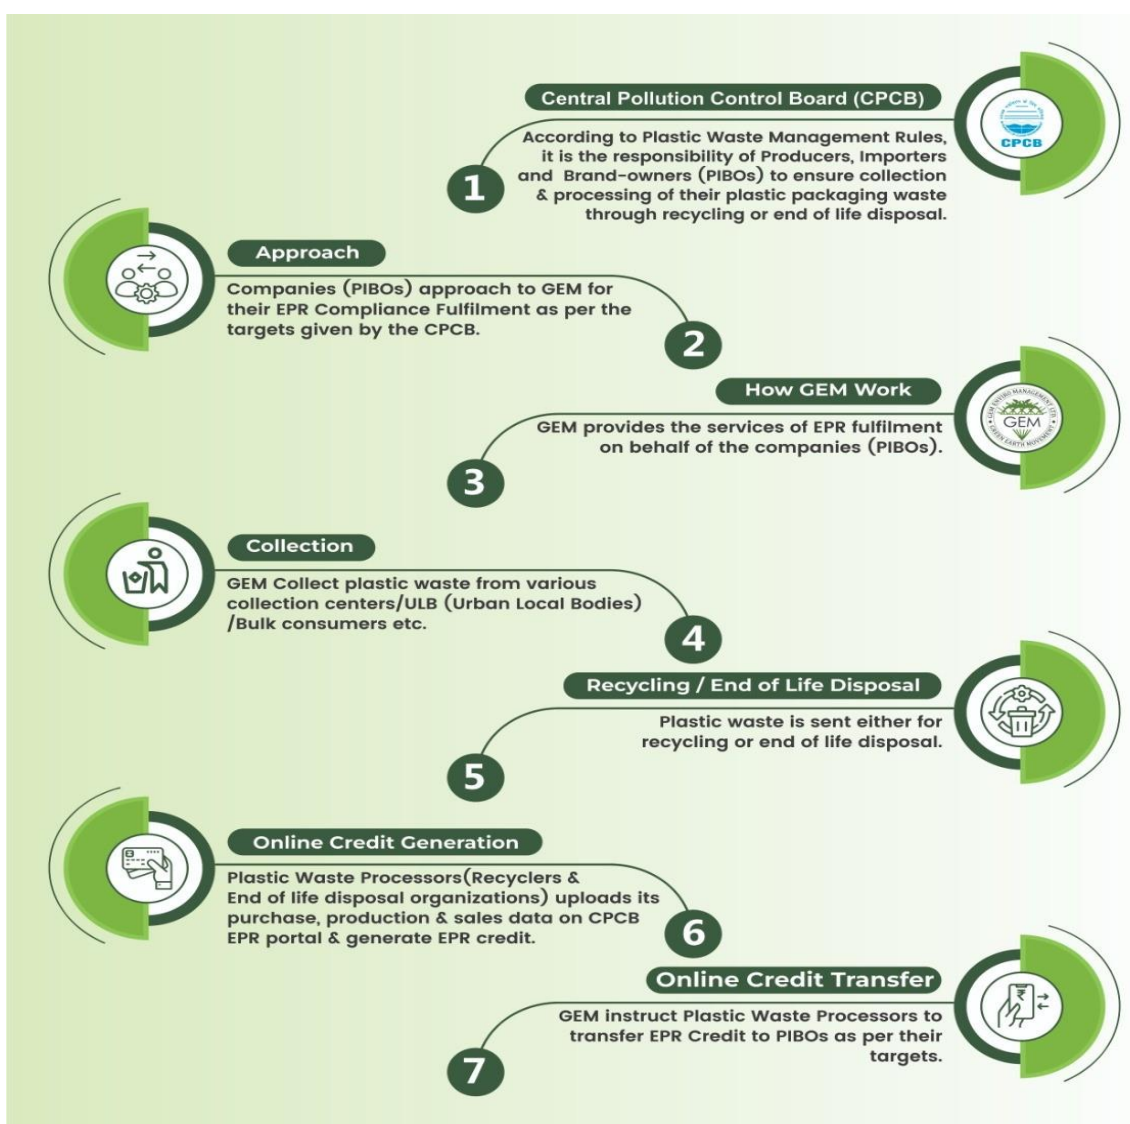 Central Pollution Control Board (CPCB)
CPCB
According to Plastic Waste Management Rules,
it is the responsibility of Producers, Importers
and Brand-owners (PIBOs) to ensure collection
& processing of their plastic packaging waste
through recycling or end of life disposal.
1
Approach
Companies (PIBOs) approach to GEM for
their EPR Compliance Fulfilment as per the
targets given by the CPCB.
2
How GEM Work
GEM ENVIRO MANAGEMENT LTD
GEM
GREEN EARTH MOVEMENT
GEM provides the services of EPR fulfilment
on behalf of the companies (PIBOs).
3
Collection
GEM Collect plastic waste from various
collection centers/ULB (Urban Local Bodies)
/Bulk consumers etc.
4
Recycling / End of Life Disposal
Plastic waste is sent either for
recycling or end of life disposal.
5
Online Credit Generation
Plastic Waste Processors(Recyclers &
End of life disposal organizations) uploads its
purchase, production & sales data on CPCB
EPR portal & generate EPR credit.
6
Online Credit Transfer
₹
GEM instruct Plastic Waste Processors to
transfer EPR Credit to PIBOs as per their
targets.
7